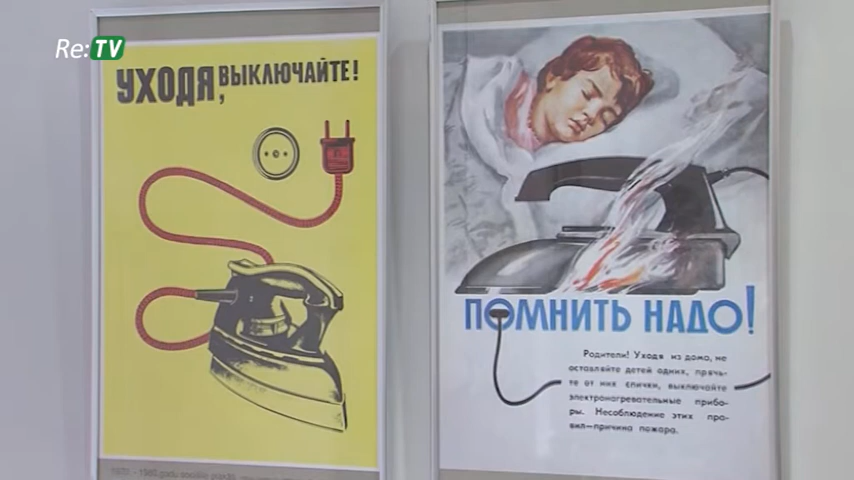 Re:TV
УХОДЯ, ВЫКЛЮЧАЙТЕ!
ПОМНИТЬ НАДО!
Родители! Уходя из дома, не
оставляйте детей одних, прячь-
те от них спички, выключайте
электронагревательные прибо-
ры. Несоблюдение этих пра-
вил—причина пожара.